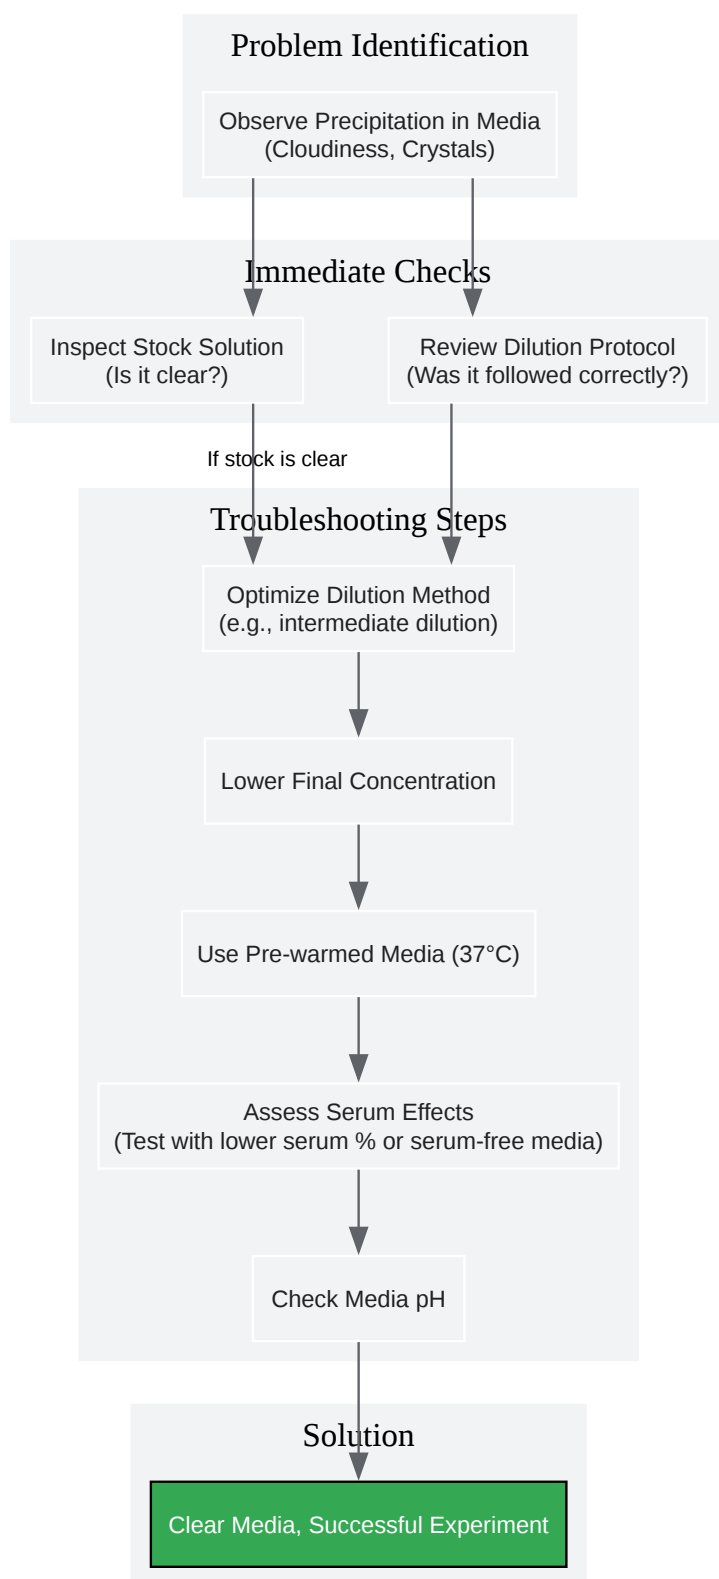 Problem Identification
Observe Precipitation in Media
(Cloudiness, Crystals)
Immediate Checks
Inspect Stock Solution
(Is it clear?)
Review Dilution Protocol
(Was it followed correctly?)
If stock is clear
Troubleshooting Steps
Optimize Dilution Method
(e.g., intermediate dilution)
Lower Final Concentration
Use Pre-warmed Media (37°C)
Assess Serum Effects
(Test with lower serum % or serum-free media)
Check Media pH
Solution
Clear Media, Successful Experiment